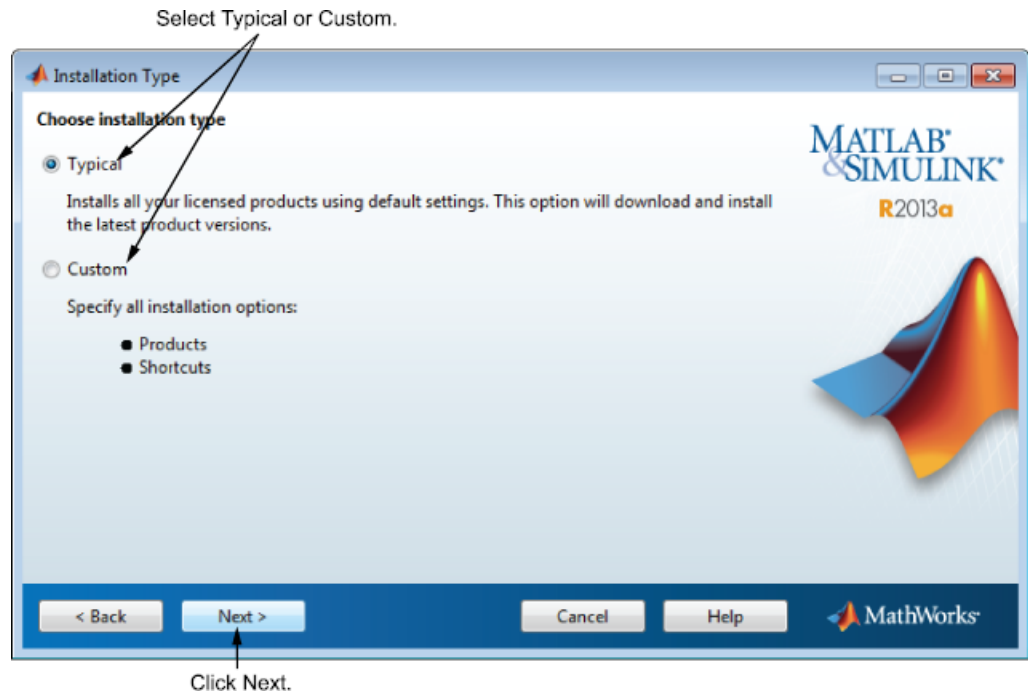 Select Typical or Custom.
Installation Type
Choose installation type
Typical
Installs all your licensed products using default settings. This option will download and install
the latest product versions.
Custom
Specify all installation options:
Products
Shortcuts
MATLAB®
&SIMULINK®
R2013a
< Back
Next >
Cancel
Help
MathWorks®
Click Next.